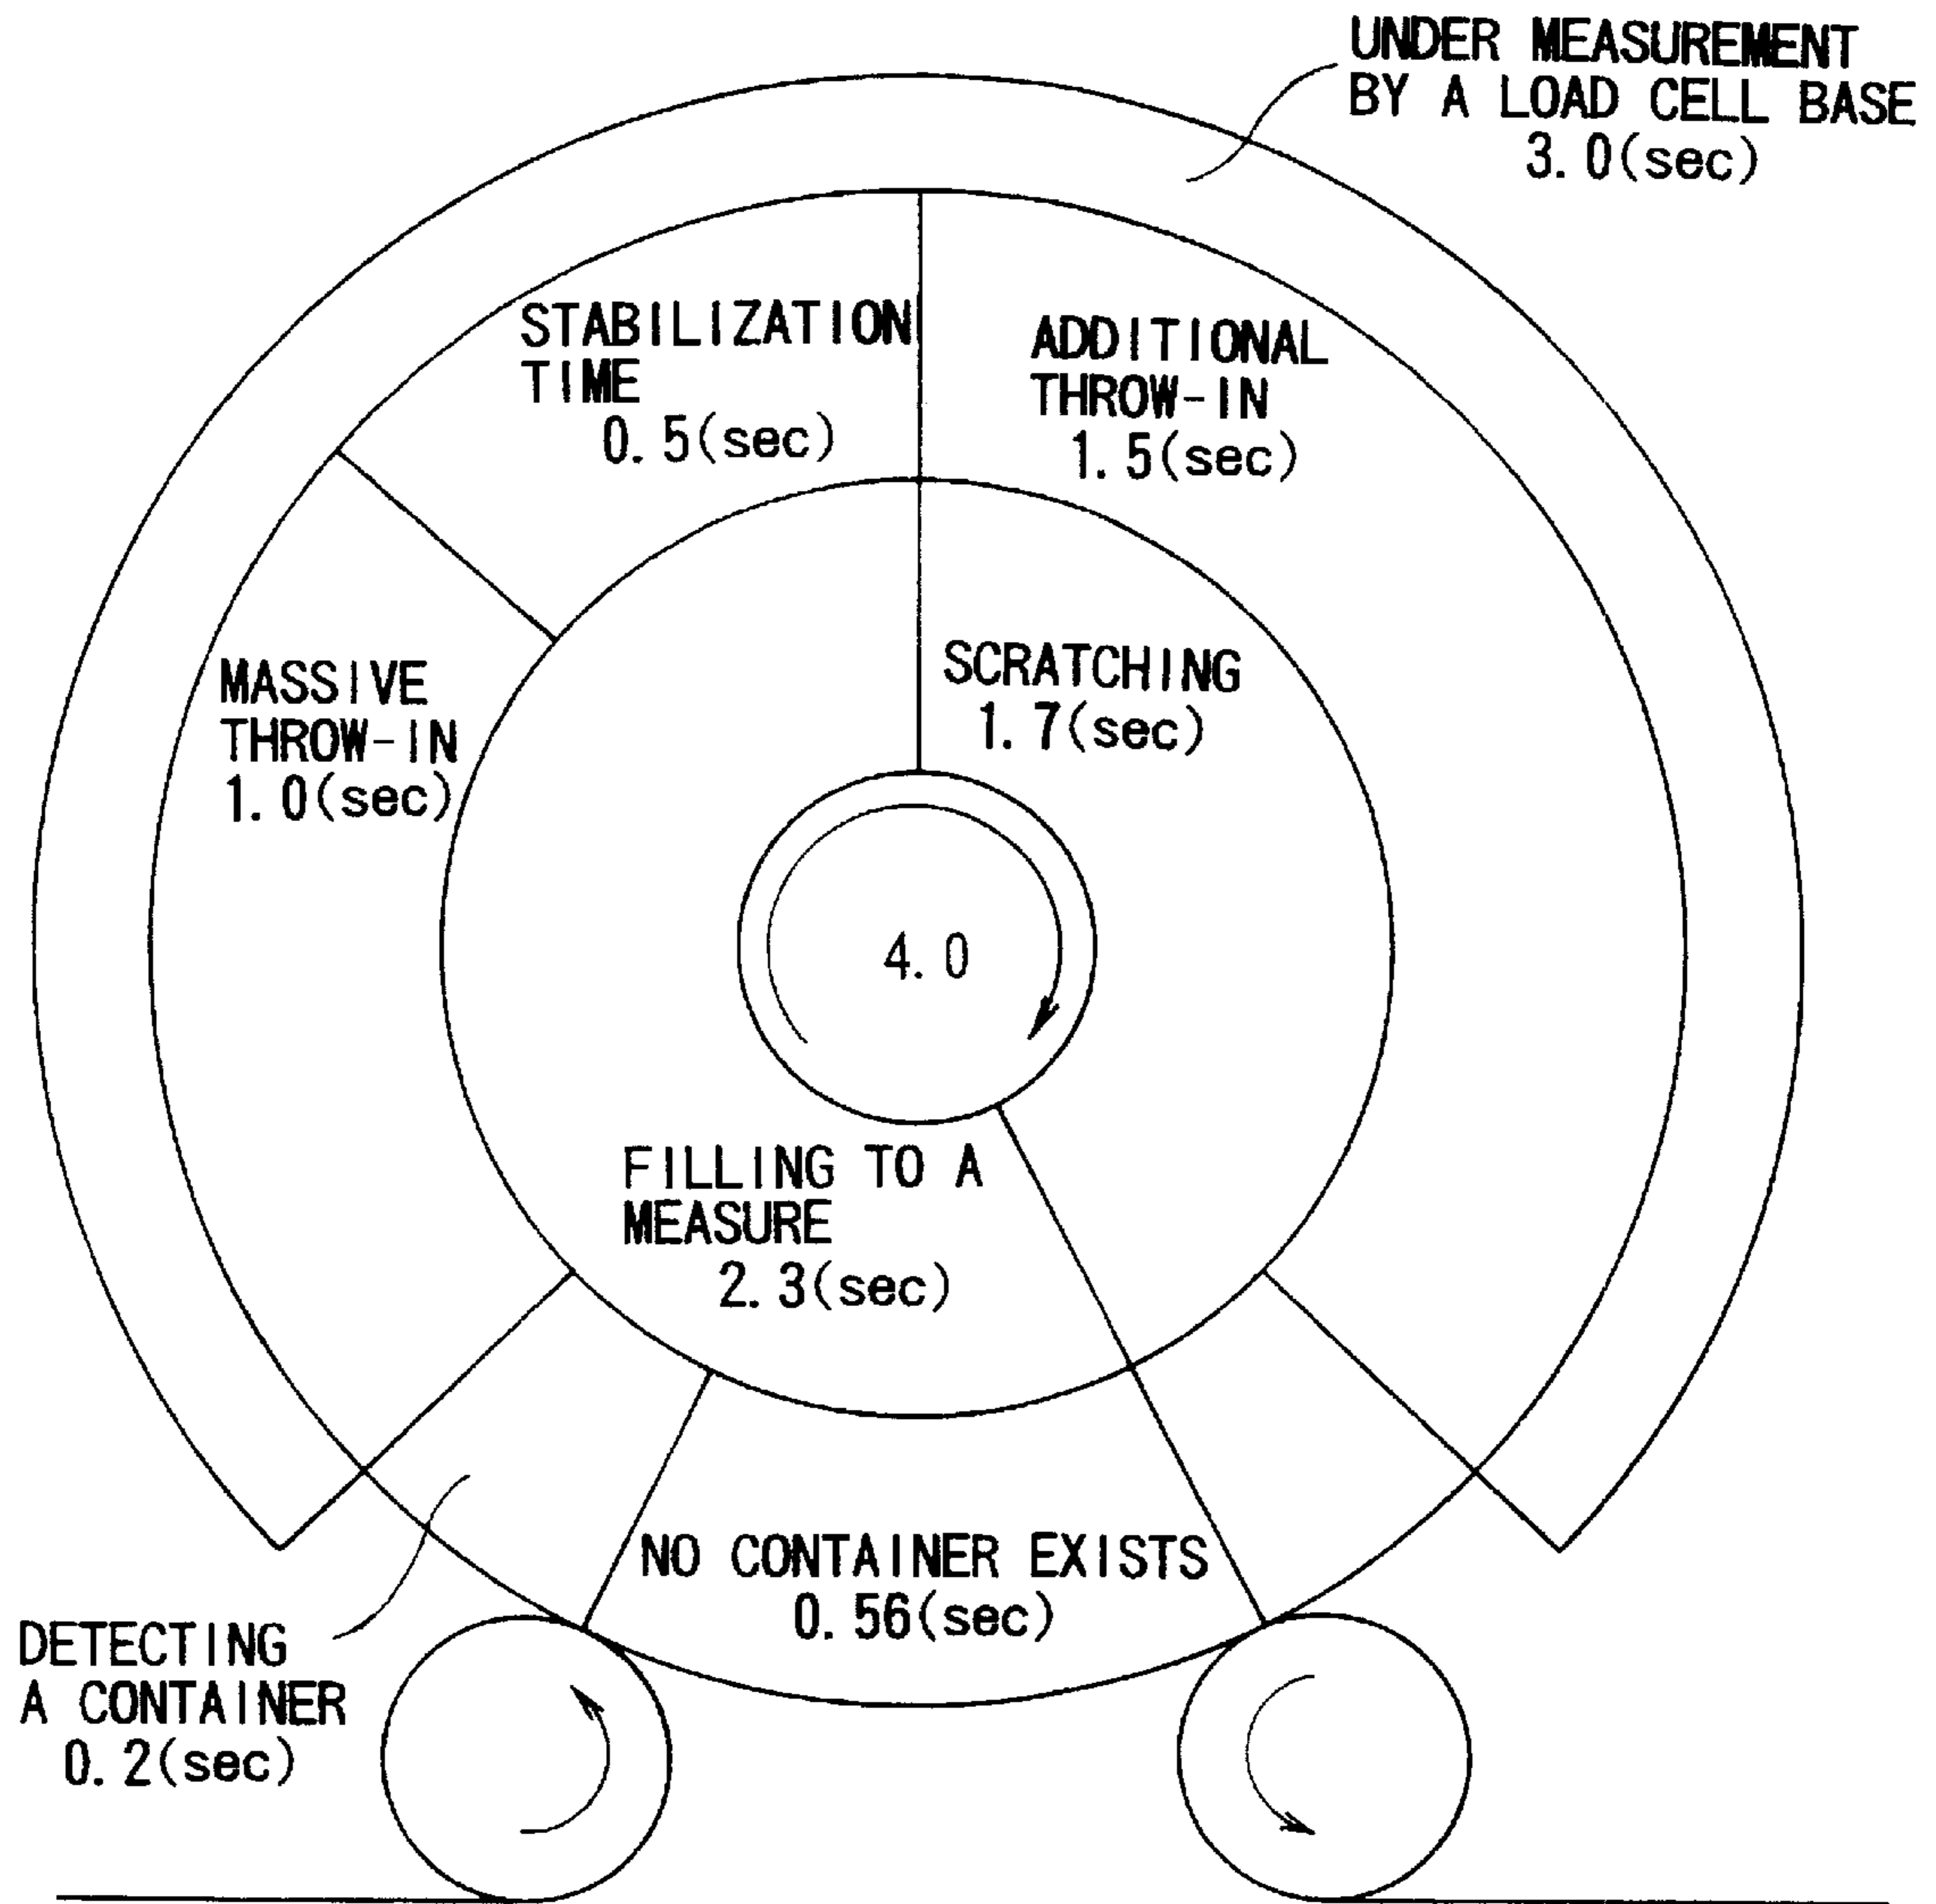 UNDER MEASUREMENT
BY A LOAD CELL BASE
3.0(sec)
STABILIZATION
TIME
0.5(sec)
ADDITIONAL
THROW-IN
1.5(sec)
MASSIVE
THROW-IN
1.0(sec)
SCRATCHING
1.7(sec)
4.0
FILLING TO A
MEASURE
2.3(sec)
NO CONTAINER EXISTS
0.56(sec)
DETECTING
A CONTAINER
0.2(sec)